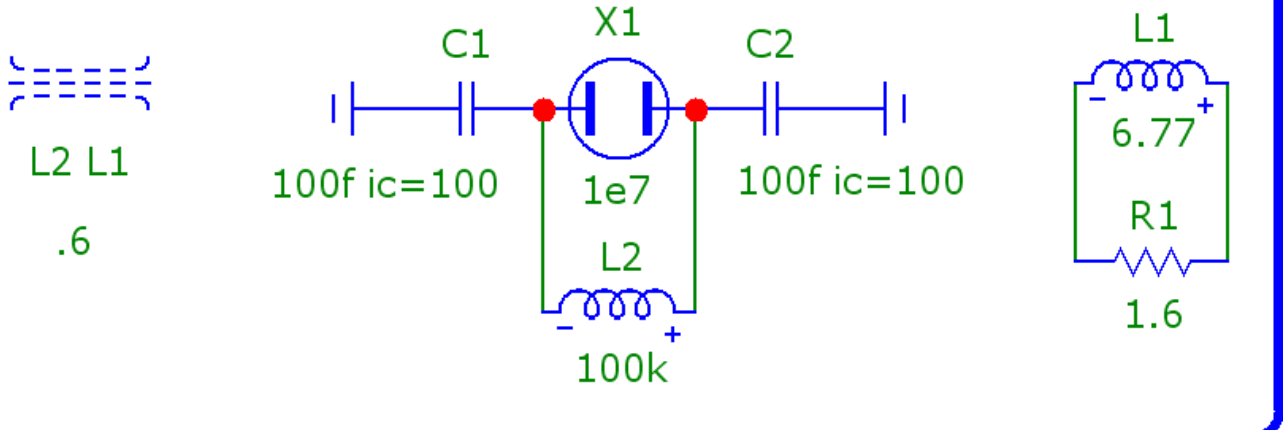 L2 L1
.6
C1
X1
C2
100f ic=100
1e7
100f ic=100
L2
−
+
100k
L1
−
+
6.77
R1
1.6